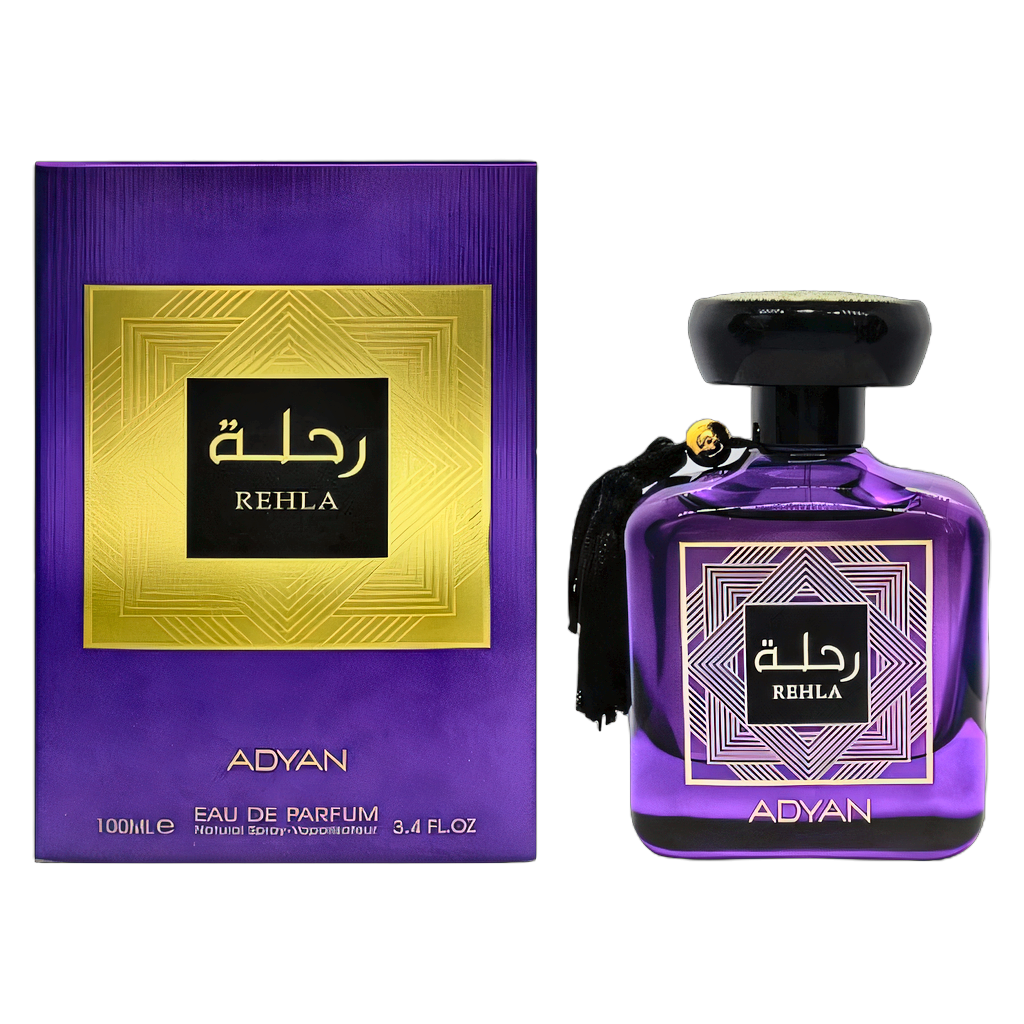 رحلة
REHLA
ADYAN
EAU DE PARFUM
100ML e
3.4 FL.OZ
رحلة
REHLA
ADYAN